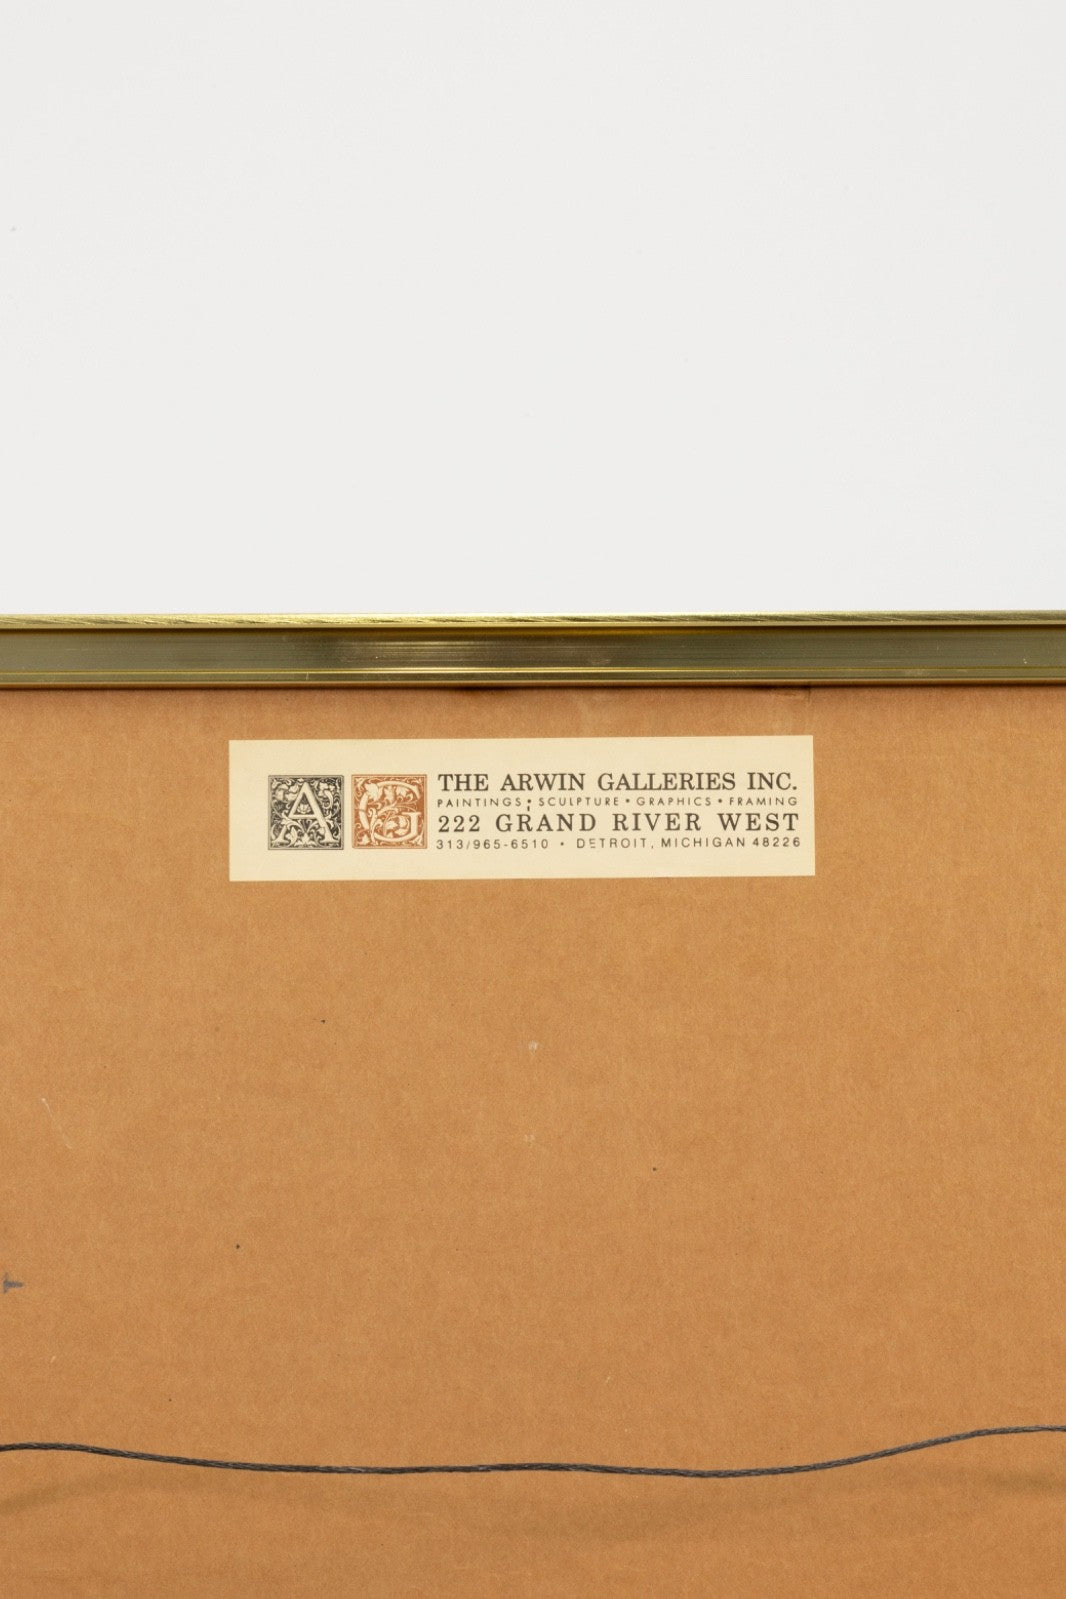 A G
THE ARWIN GALLERIES INC.
PAINTINGS • SCULPTURE • GRAPHICS • FRAMING
222 GRAND RIVER WEST
313/965-6510 • DETROIT, MICHIGAN 48226